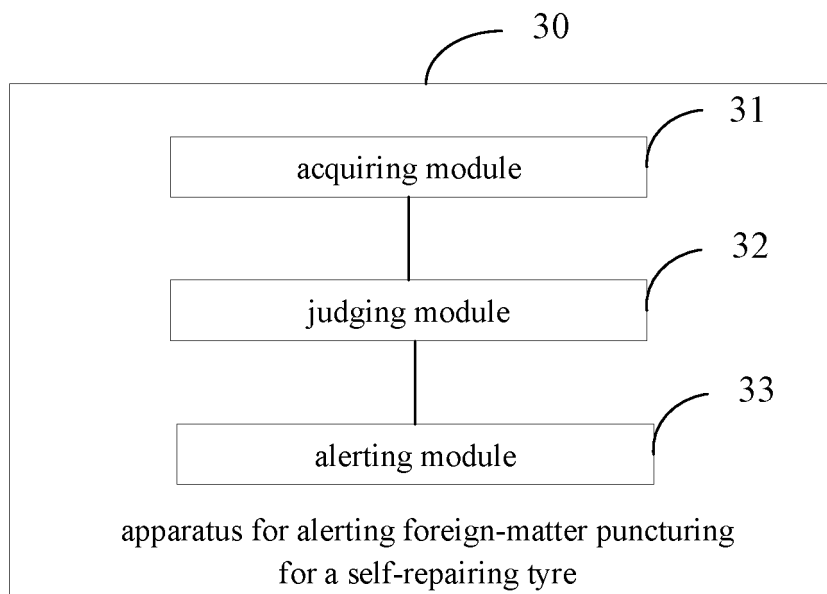 30
31
acquiring module
32
judging module
33
alerting module
apparatus for alerting foreign-matter puncturing
for a self-repairing tyre